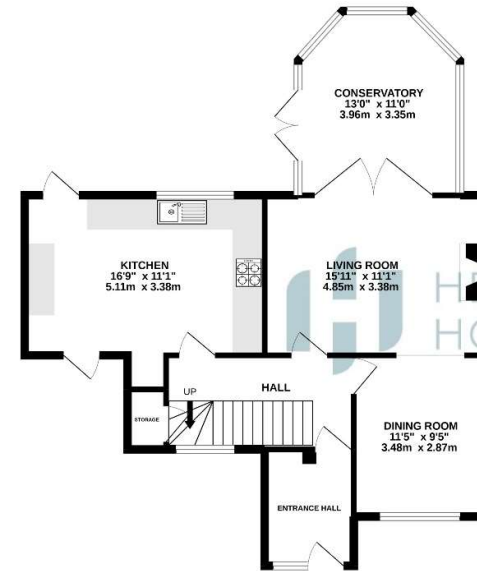 CONSERVATORY
13'0" x 11'0"
3.96m x 3.35m
KITCHEN
16'9" x 11'1"
5.11m x 3.38m
LIVING ROOM
15'11" x 11'1"
4.85m x 3.38m
UP
HALL
STORAGE
DINING ROOM
11'5" x 9'5"
3.48m x 2.87m
ENTRANCE HALL